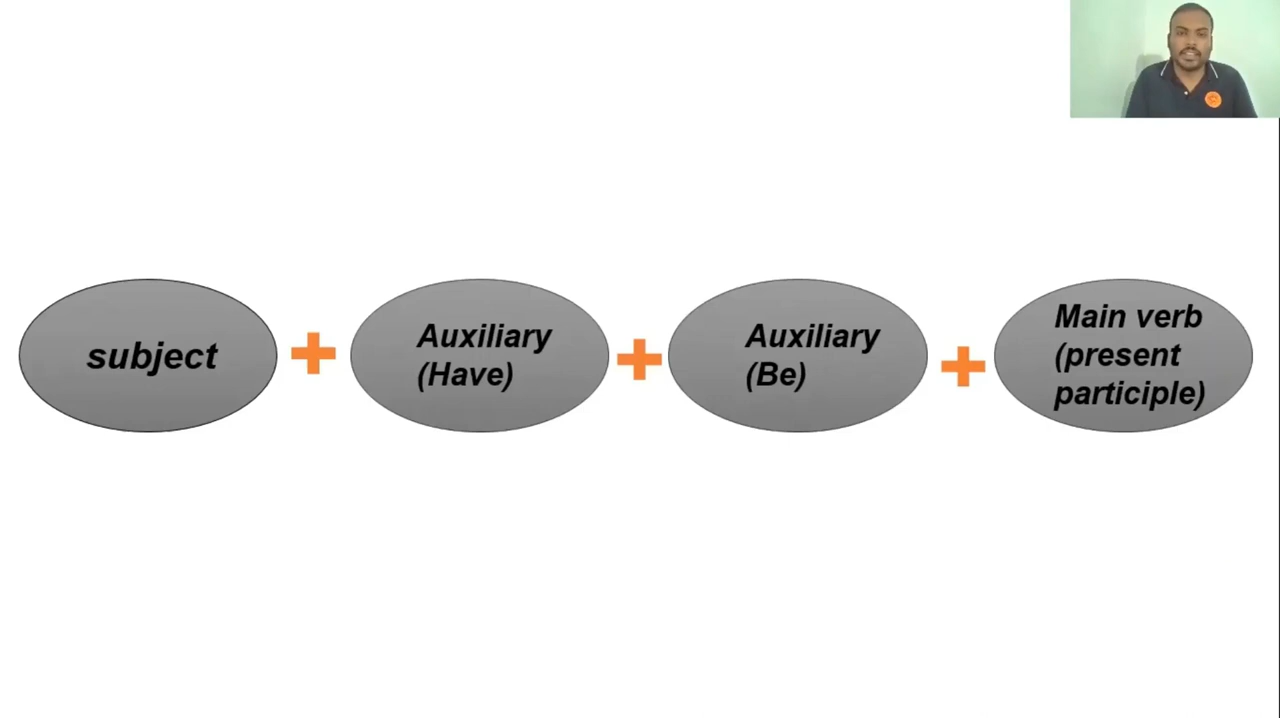 subject
Auxiliary
(Have)
Auxiliary
(Be)
Main verb
(present
participle)